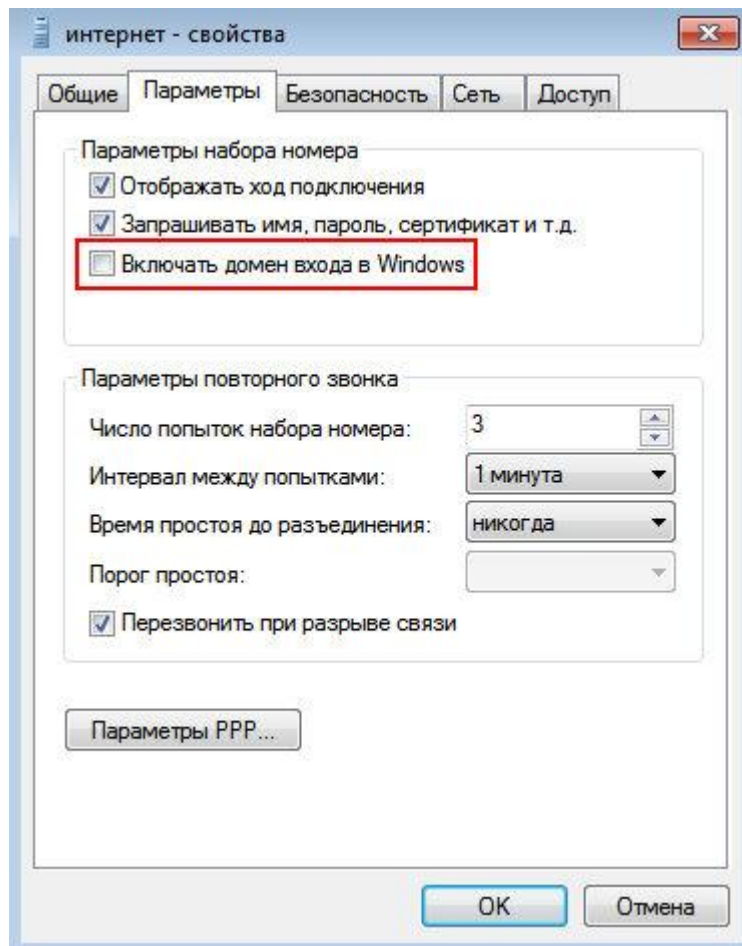 интернет - свойства
Общие Параметры Безопасность Сеть Доступ
Параметры набора номера
Отображать ход подключения
Запрашивать имя, пароль, сертификат и т.д.
Включать домен входа в Windows
Параметры повторного звонка
Число попыток набора номера: 3
Интервал между попытками: 1 минута
Время простоя до разъединения: никогда
Порог простоя:
Перезвонить при разрыве связи
Параметры PPP...
OK Отмена